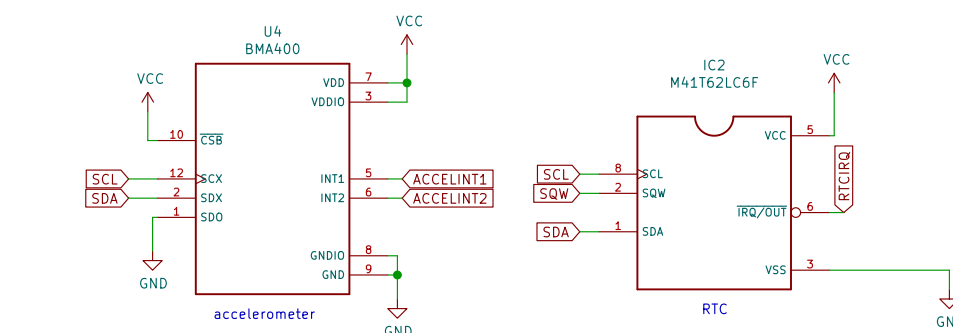 U4
BMA400
VCC
VCC
VDD 7
VDDIO 3
10 CSB
SCL 12 SCX
SDA 2 SDX
1 SDO
INT1 5 ACCELINT1
INT2 6 ACCELINT2
GNDIO 8
GND 9
GND
GND
accelerometer
IC2
M41T62LC6F
VCC
VCC 5
SCL 8 SCL
SQW 2 SQW
SDA 1 SDA
RTCIRQ
IRQ/OUT 6
VSS 3
RTC